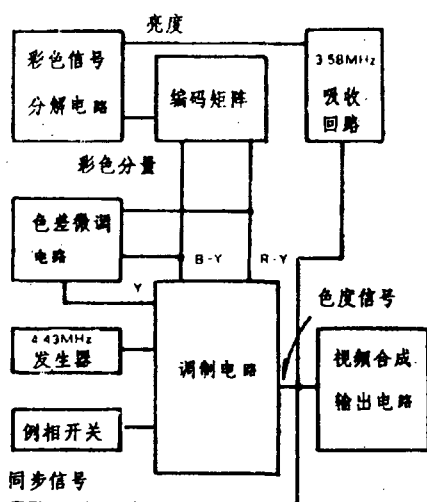 亮度
彩色信号
分解电路
编码矩阵
3.58MHz
吸收
回路
彩色分量
色差微调
电路
B-Y
R-Y
Y
色度信号
4.43MHz
发生器
调制电路
视频合成
输出电路
例相开关
同步信号